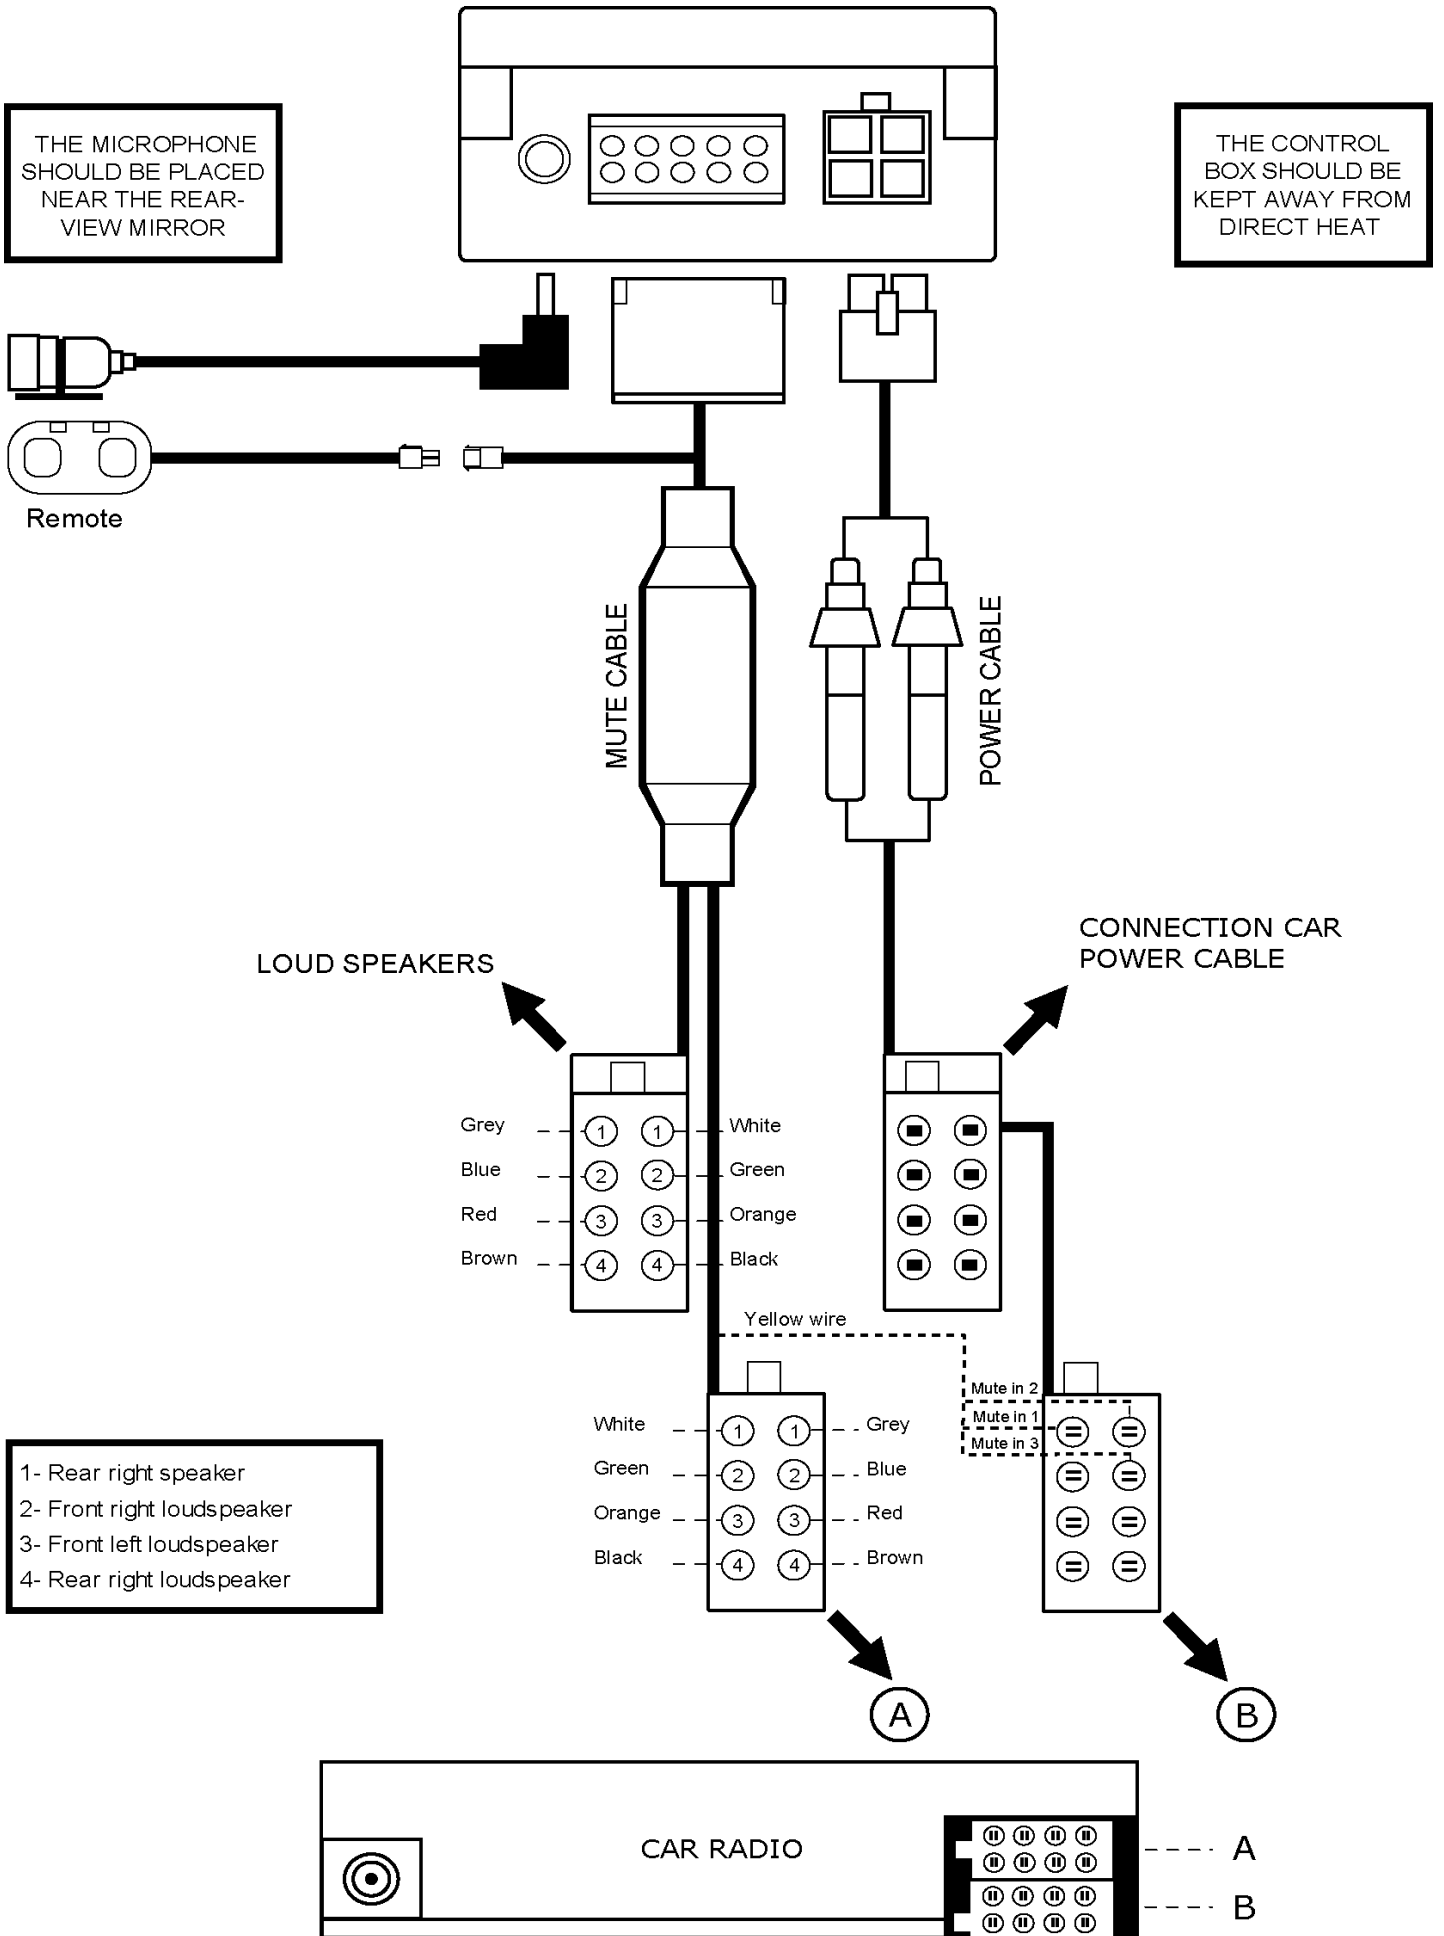 THE MICROPHONE
SHOULD BE PLACED
NEAR THE REAR-
VIEW MIRROR
THE CONTROL
BOX SHOULD BE
KEPT AWAY FROM
DIRECT HEAT
Remote
MUTE CABLE
POWER CABLE
LOUD SPEAKERS
CONNECTION CAR
POWER CABLE
Grey 1 1 White
Blue 2 2 Green
Red 3 3 Orange
Brown 4 4 Black
Yellow wire
Mute in 2
Mute in 1
Mute in 3
White 1 1 Grey
Green 2 2 Blue
Orange 3 3 Red
Black 4 4 Brown
1- Rear right speaker
2- Front right loudspeaker
3- Front left loudspeaker
4- Rear right loudspeaker
A
B
CAR RADIO
A
B